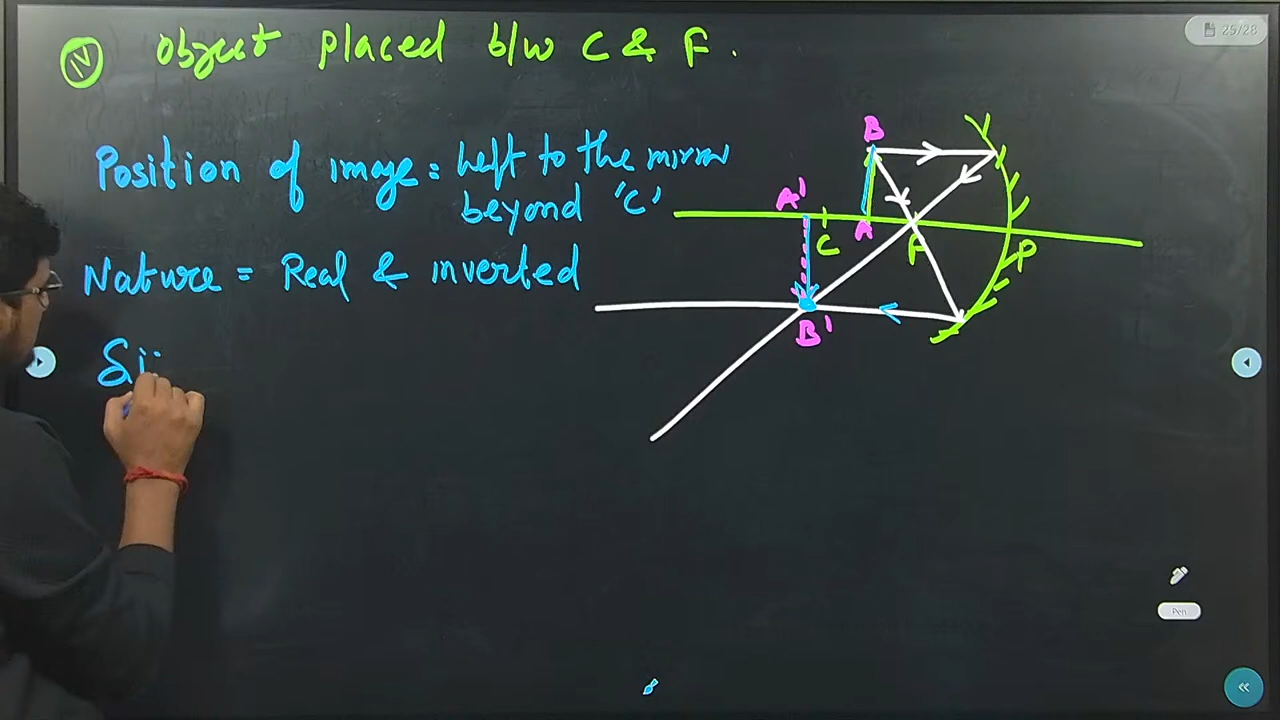 IV Object placed b/w C & F.
25/28
Position of image = Left to the mirror
beyond 'C'
Nature = Real & inverted
Si
B
A'
C
A
F
P
B'
Pen